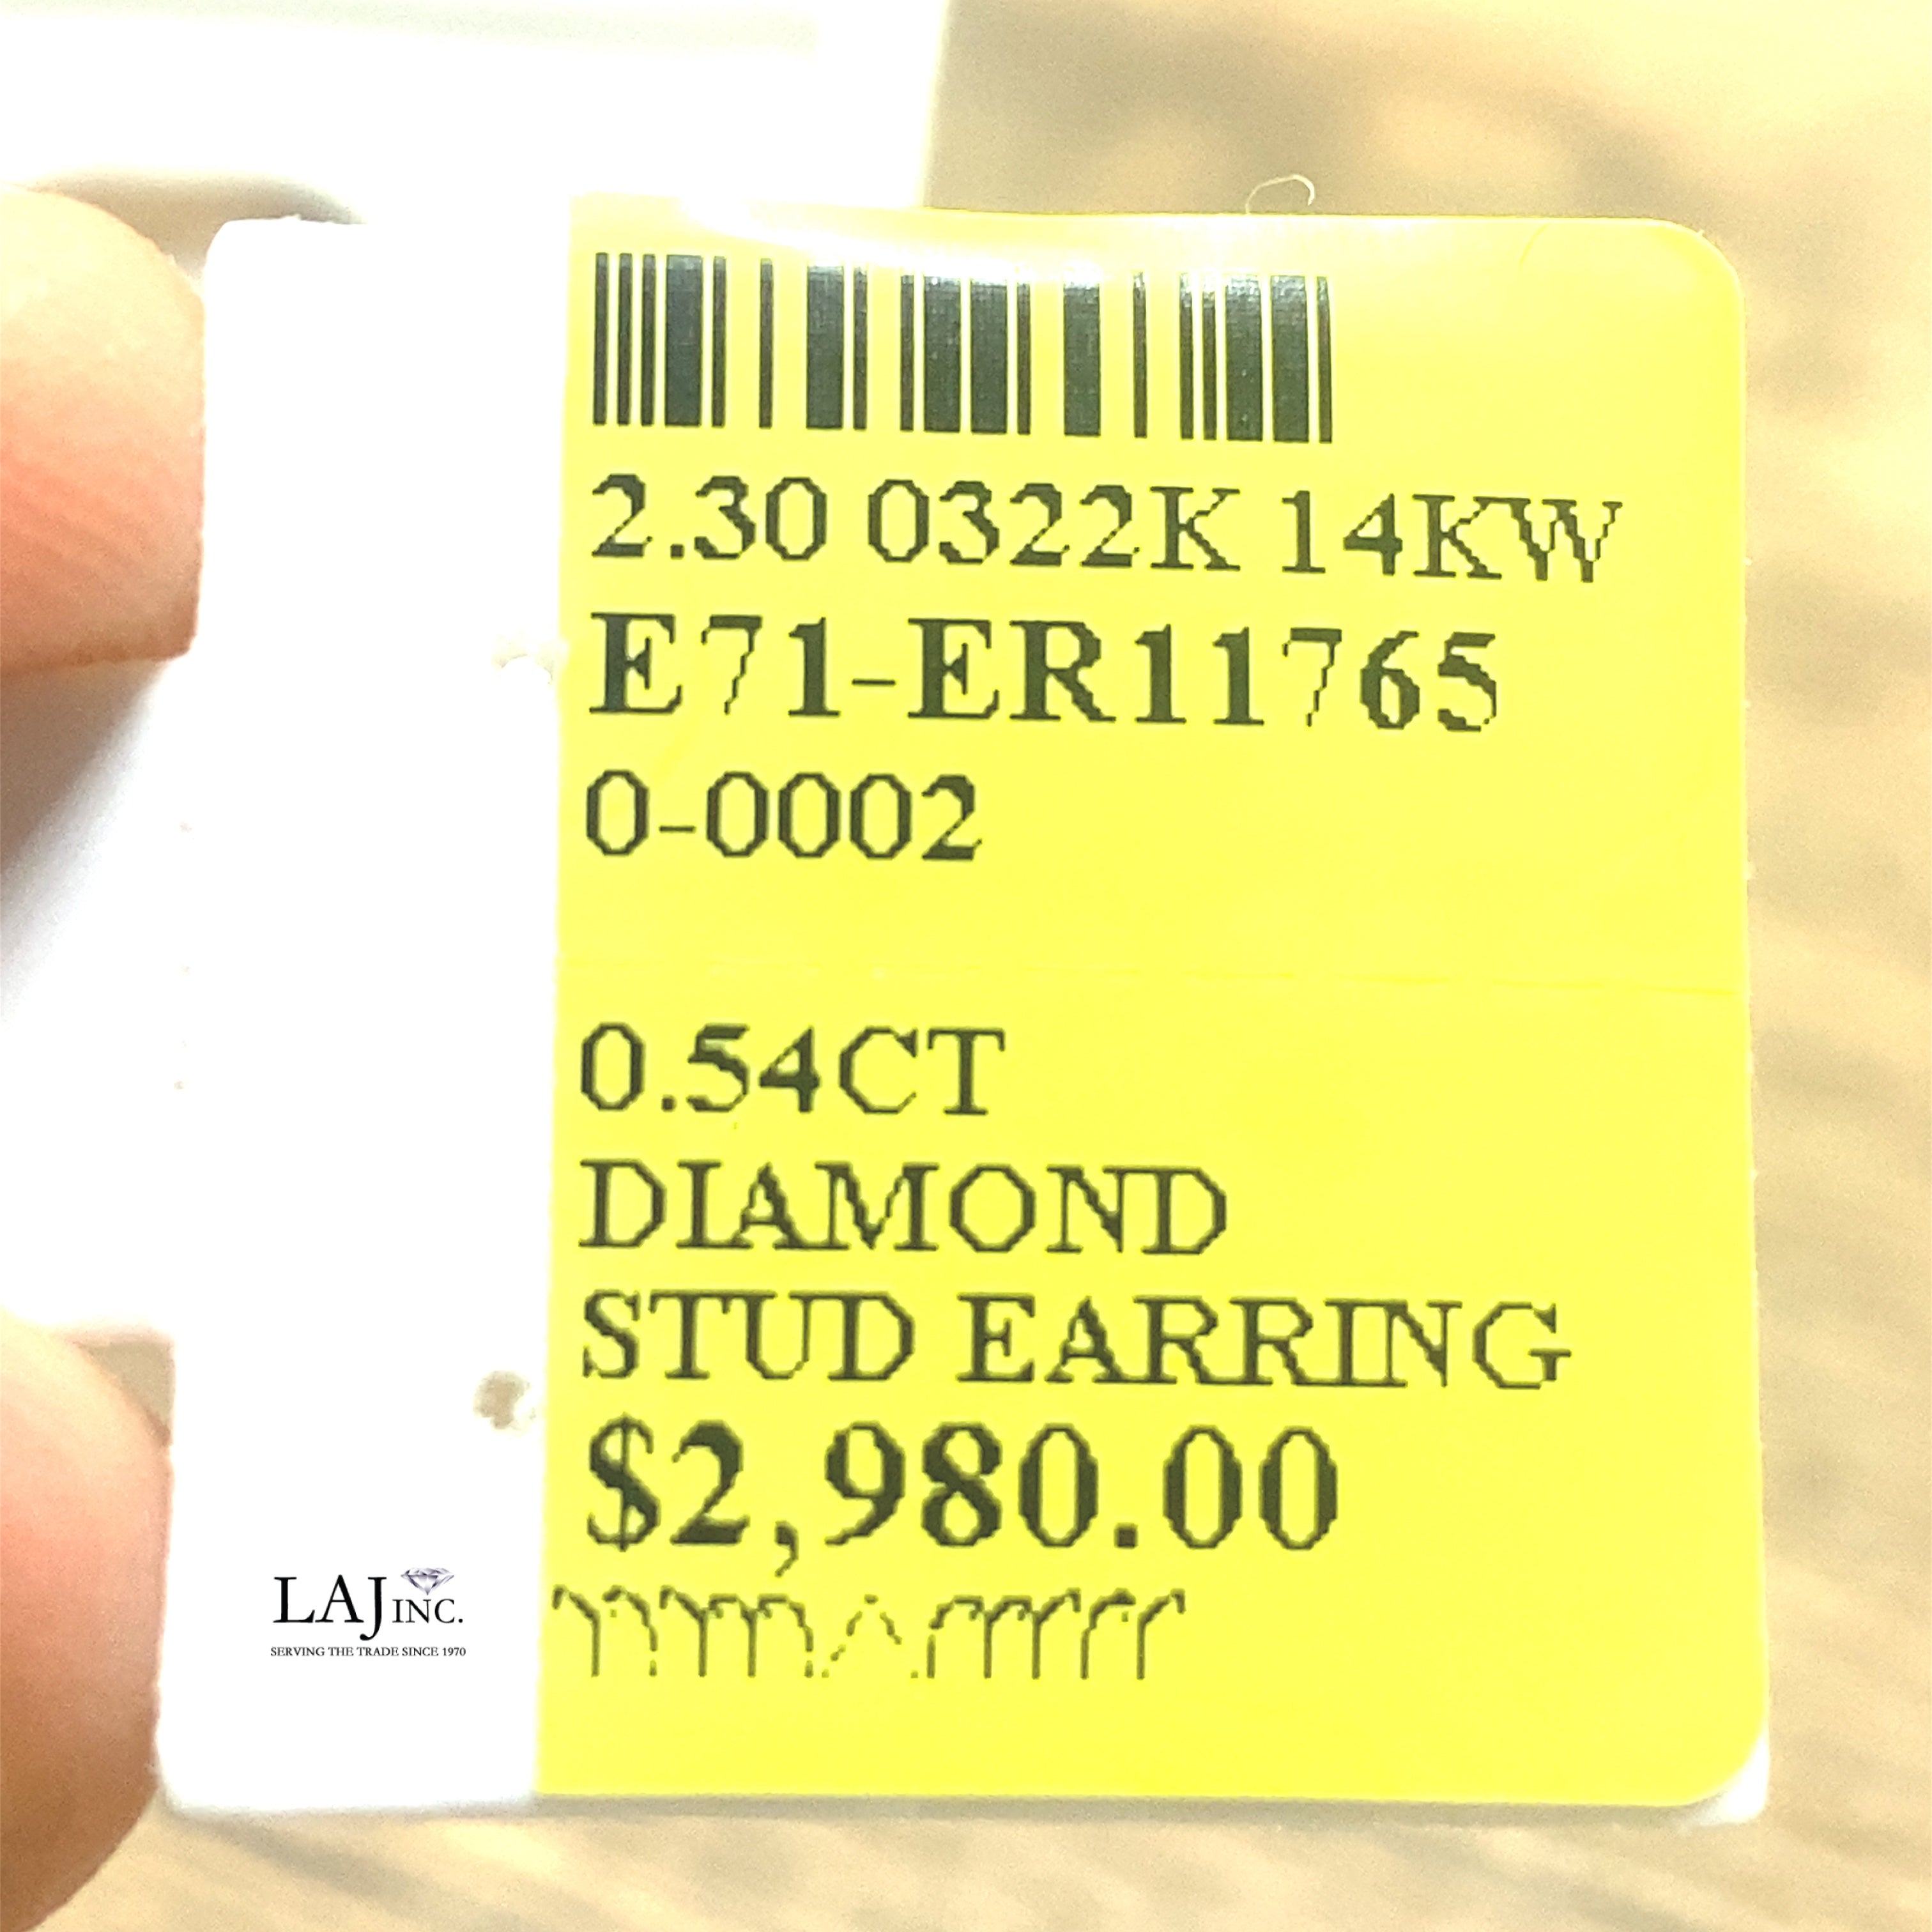 2.30 0322K 14KW
E71-ER11765
0-0002
0.54CT
DIAMOND
STUD EARRING
$2,980.00
LAJ INC.
SERVING THE TRADE SINCE 1970